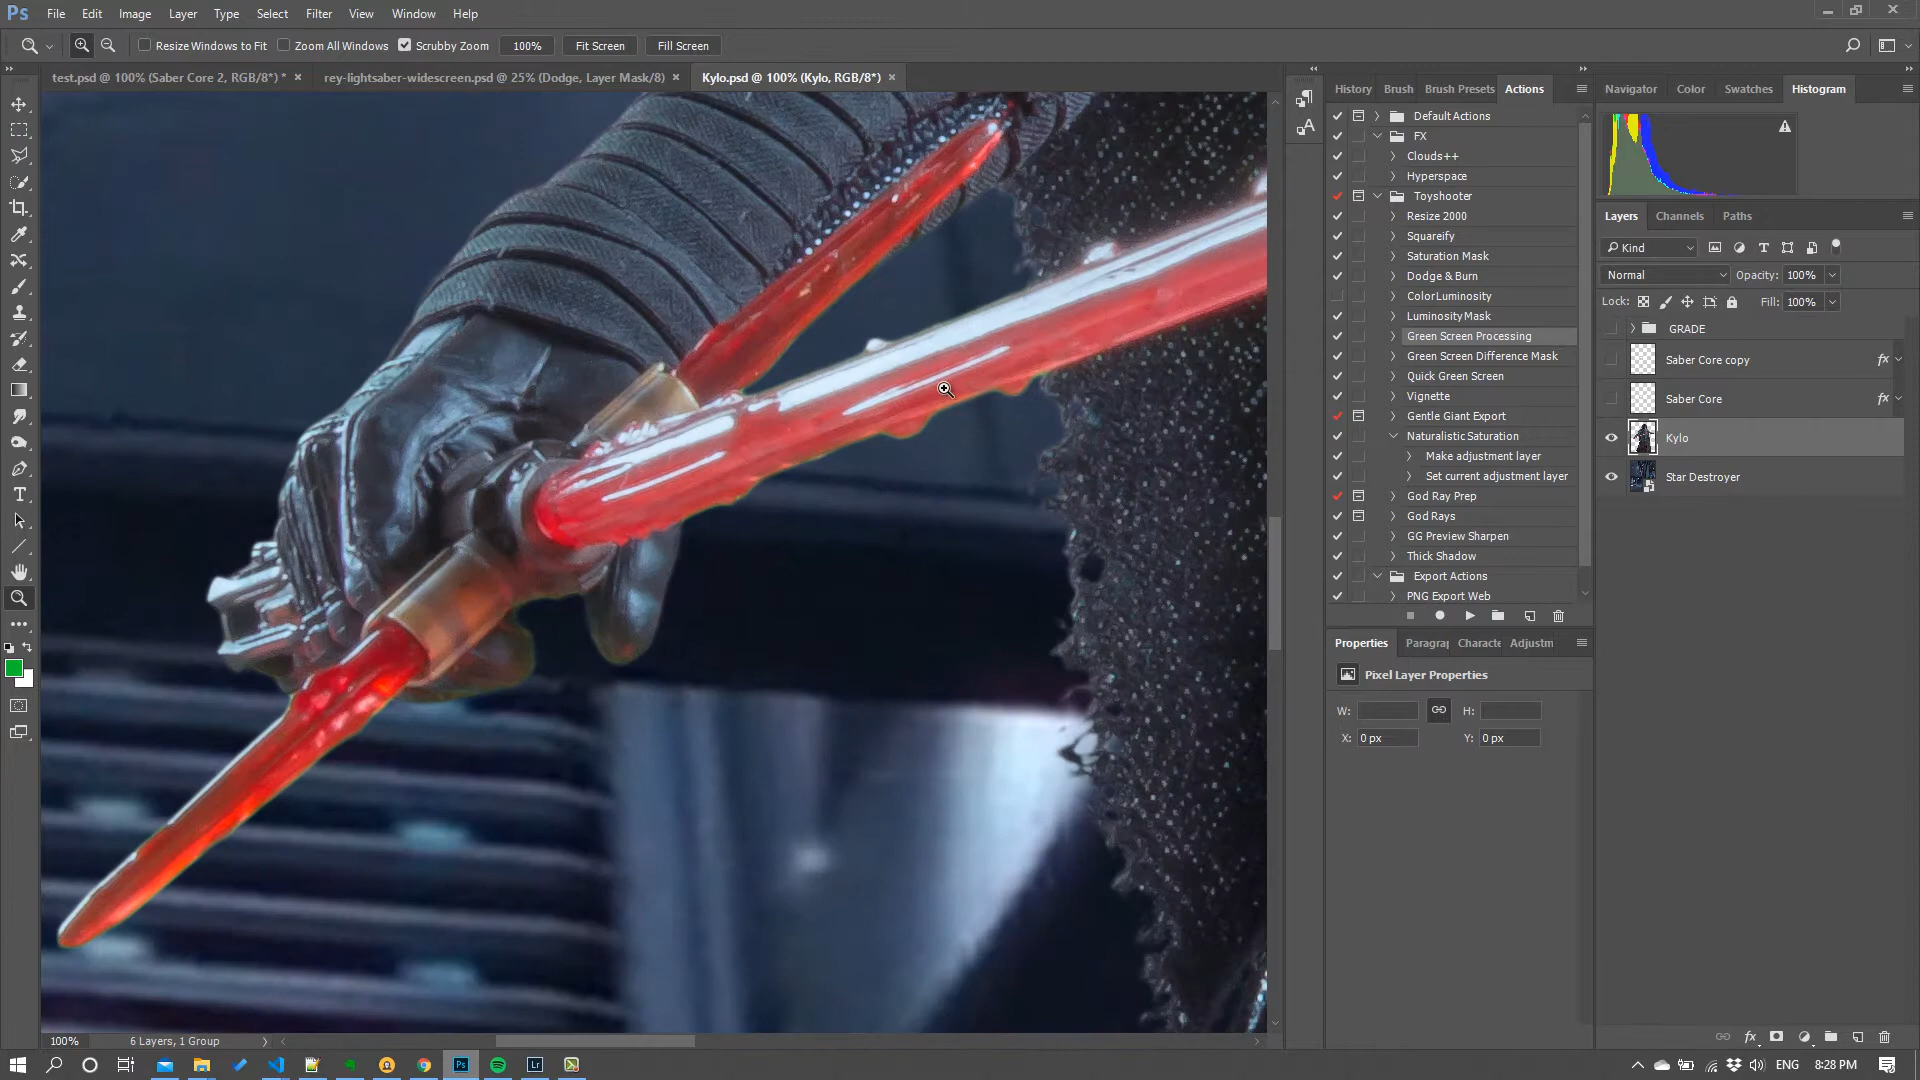 Ps File Edit Image Layer Type Select Filter View Window Help
Resize Windows to Fit Zoom All Windows Scrubby Zoom 100% Fit Screen Fill Screen
test.psd @ 100% (Saber Core 2, RGB/8*) * × rey-lightsaber-widescreen.psd @ 25% (Dodge, Layer Mask/8) × Kylo.psd @ 100% (Kylo, RGB/8*) ×
History Brush Brush Presets Actions
Default Actions
FX
Clouds++
Hyperspace
Toyshooter
Resize 2000
Squareify
Saturation Mask
Dodge & Burn
ColorLuminosity
LuminosityMask
Green Screen Processing
Green Screen Difference Mask
Quick Green Screen
Vignette
Gentle Giant Export
Naturalistic Saturation
Make adjustment layer
Set current adjustment layer
God Ray Prep
God Rays
GG Preview Sharpen
Thick Shadow
Export Actions
PNG Export Web
Properties Paragraph Characte Adjustm
Pixel Layer Properties
W: H:
X: 0 px Y: 0 px
Navigator Color Swatches Histogram
Layers Channels Paths
Kind
Normal Opacity: 100%
Lock: Fill: 100%
GRADE
Saber Core copy fx
Saber Core fx
Kylo
Star Destroyer
fx
100% 6 Layers, 1 Group
Ps Lr ENG 8:28 PM